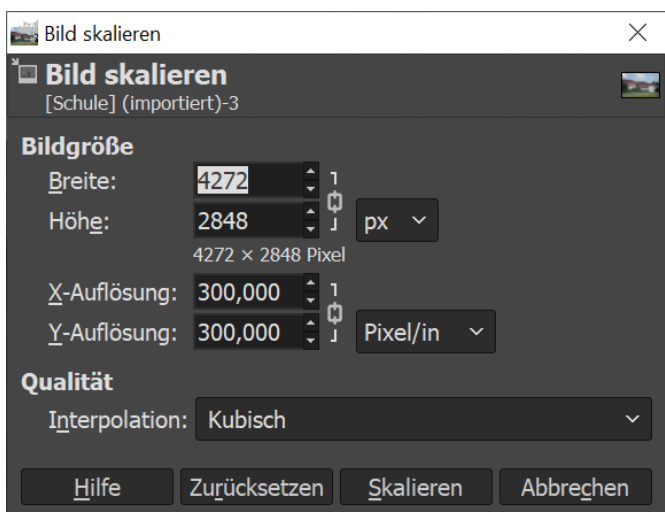 Bild skalieren
Bild skalieren
[Schule] (importiert)-3
Bildgröße
Breite: 4272
Höhe: 2848 px
4272 × 2848 Pixel
X-Auflösung: 300,000
Y-Auflösung: 300,000 Pixel/in
Qualität
Interpolation: Kubisch
Hilfe Zurücksetzen Skalieren Abbrechen